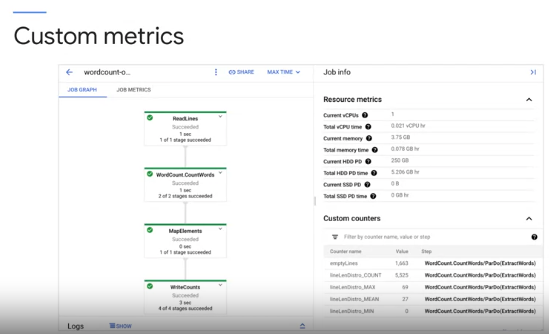 Custom metrics
wordcount-o...
SHARE
MAX TIME
JOB GRAPH
JOB METRICS
ReadLines
Succeeded
1 sec
1 of 1 stage succeeded
WordCount.CountWords
Succeeded
1 sec
2 of 3 stages succeeded
MapElements
Succeeded
0 sec
1 of 1 stage succeeded
WriteCounts
Succeeded
3 sec
4 of 4 stages succeeded
Logs
SHOW
Job info
Resource metrics
Current vCPUs 1
Total vCPU time 0.021 vCPU hr
Current memory 3.75 GB
Total memory time 0.078 GB hr
Current HDD PD 250 GB
Total HDD PD time 5.206 GB hr
Current SSD PD 0 B
Total SSD PD time 0 GB hr
Custom counters
Filter by counter name, value or step
Counter name Value Step
emptyLines 1,663 WordCount.CountWords/ParDo(ExtractWords)
lineLenDistro_COUNT 5,525 WordCount.CountWords/ParDo(ExtractWords)
lineLenDistro_MAX 69 WordCount.CountWords/ParDo(ExtractWords)
lineLenDistro_MEAN 27 WordCount.CountWords/ParDo(ExtractWords)
lineLenDistro_MIN 0 WordCount.CountWords/ParDo(ExtractWords)